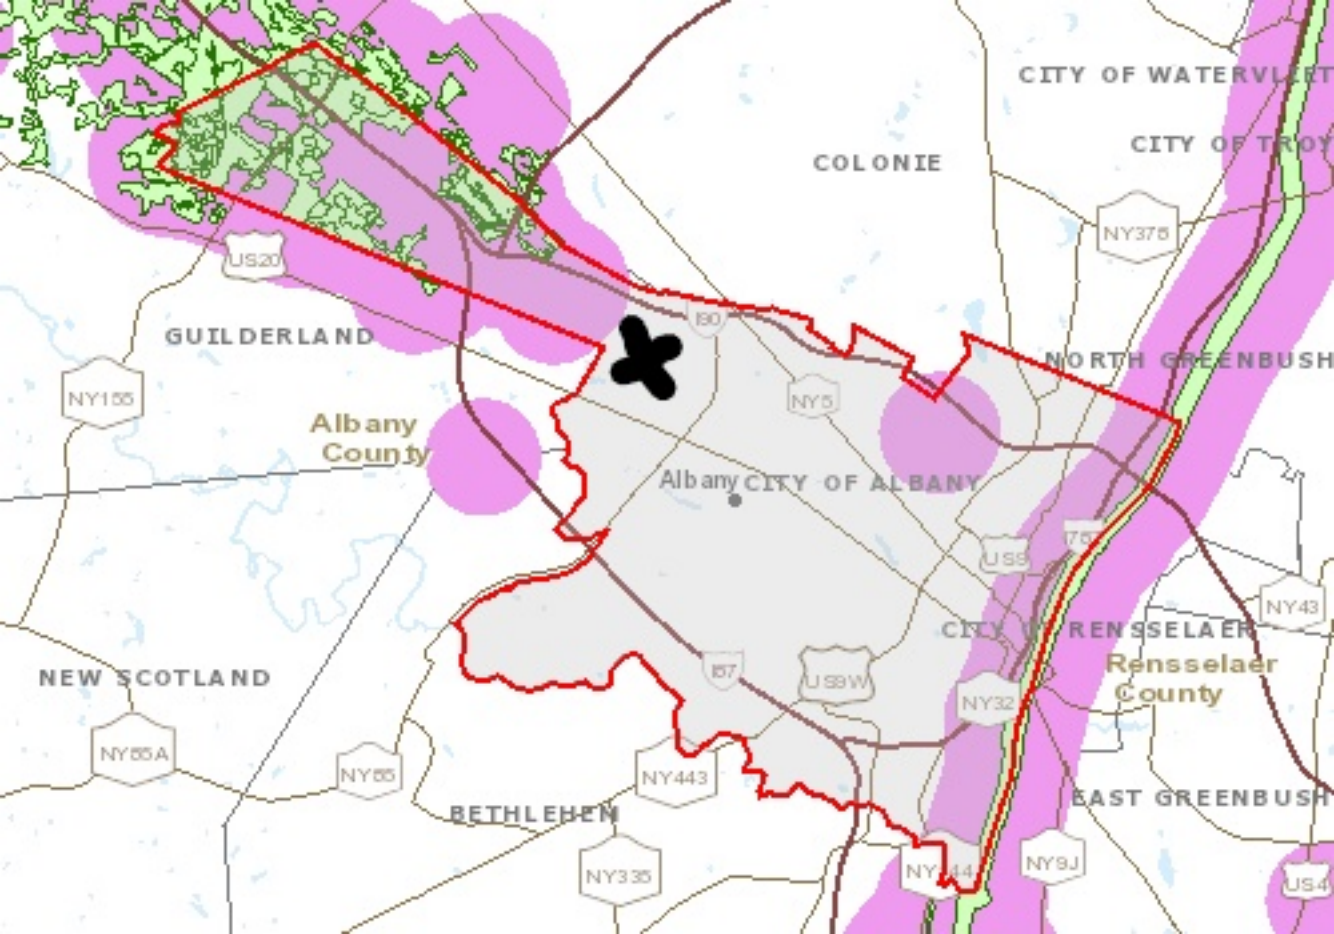 CITY OF WATERVLIET
CITY OF TROY
COLONIE
NY378
US20
GUILDERLAND
I90
NORTH GREENBUSH
NY155
NY5
Albany
County
Albany
CITY OF ALBANY
US9
787
NY43
CITY OF RENSSELAER
Rensselaer
County
NEW SCOTLAND
I87
US9W
NY32
NY85A
NY85
NY443
BETHLEHEM
EAST GREENBUSH
NY335
NY144
NY9J
US4